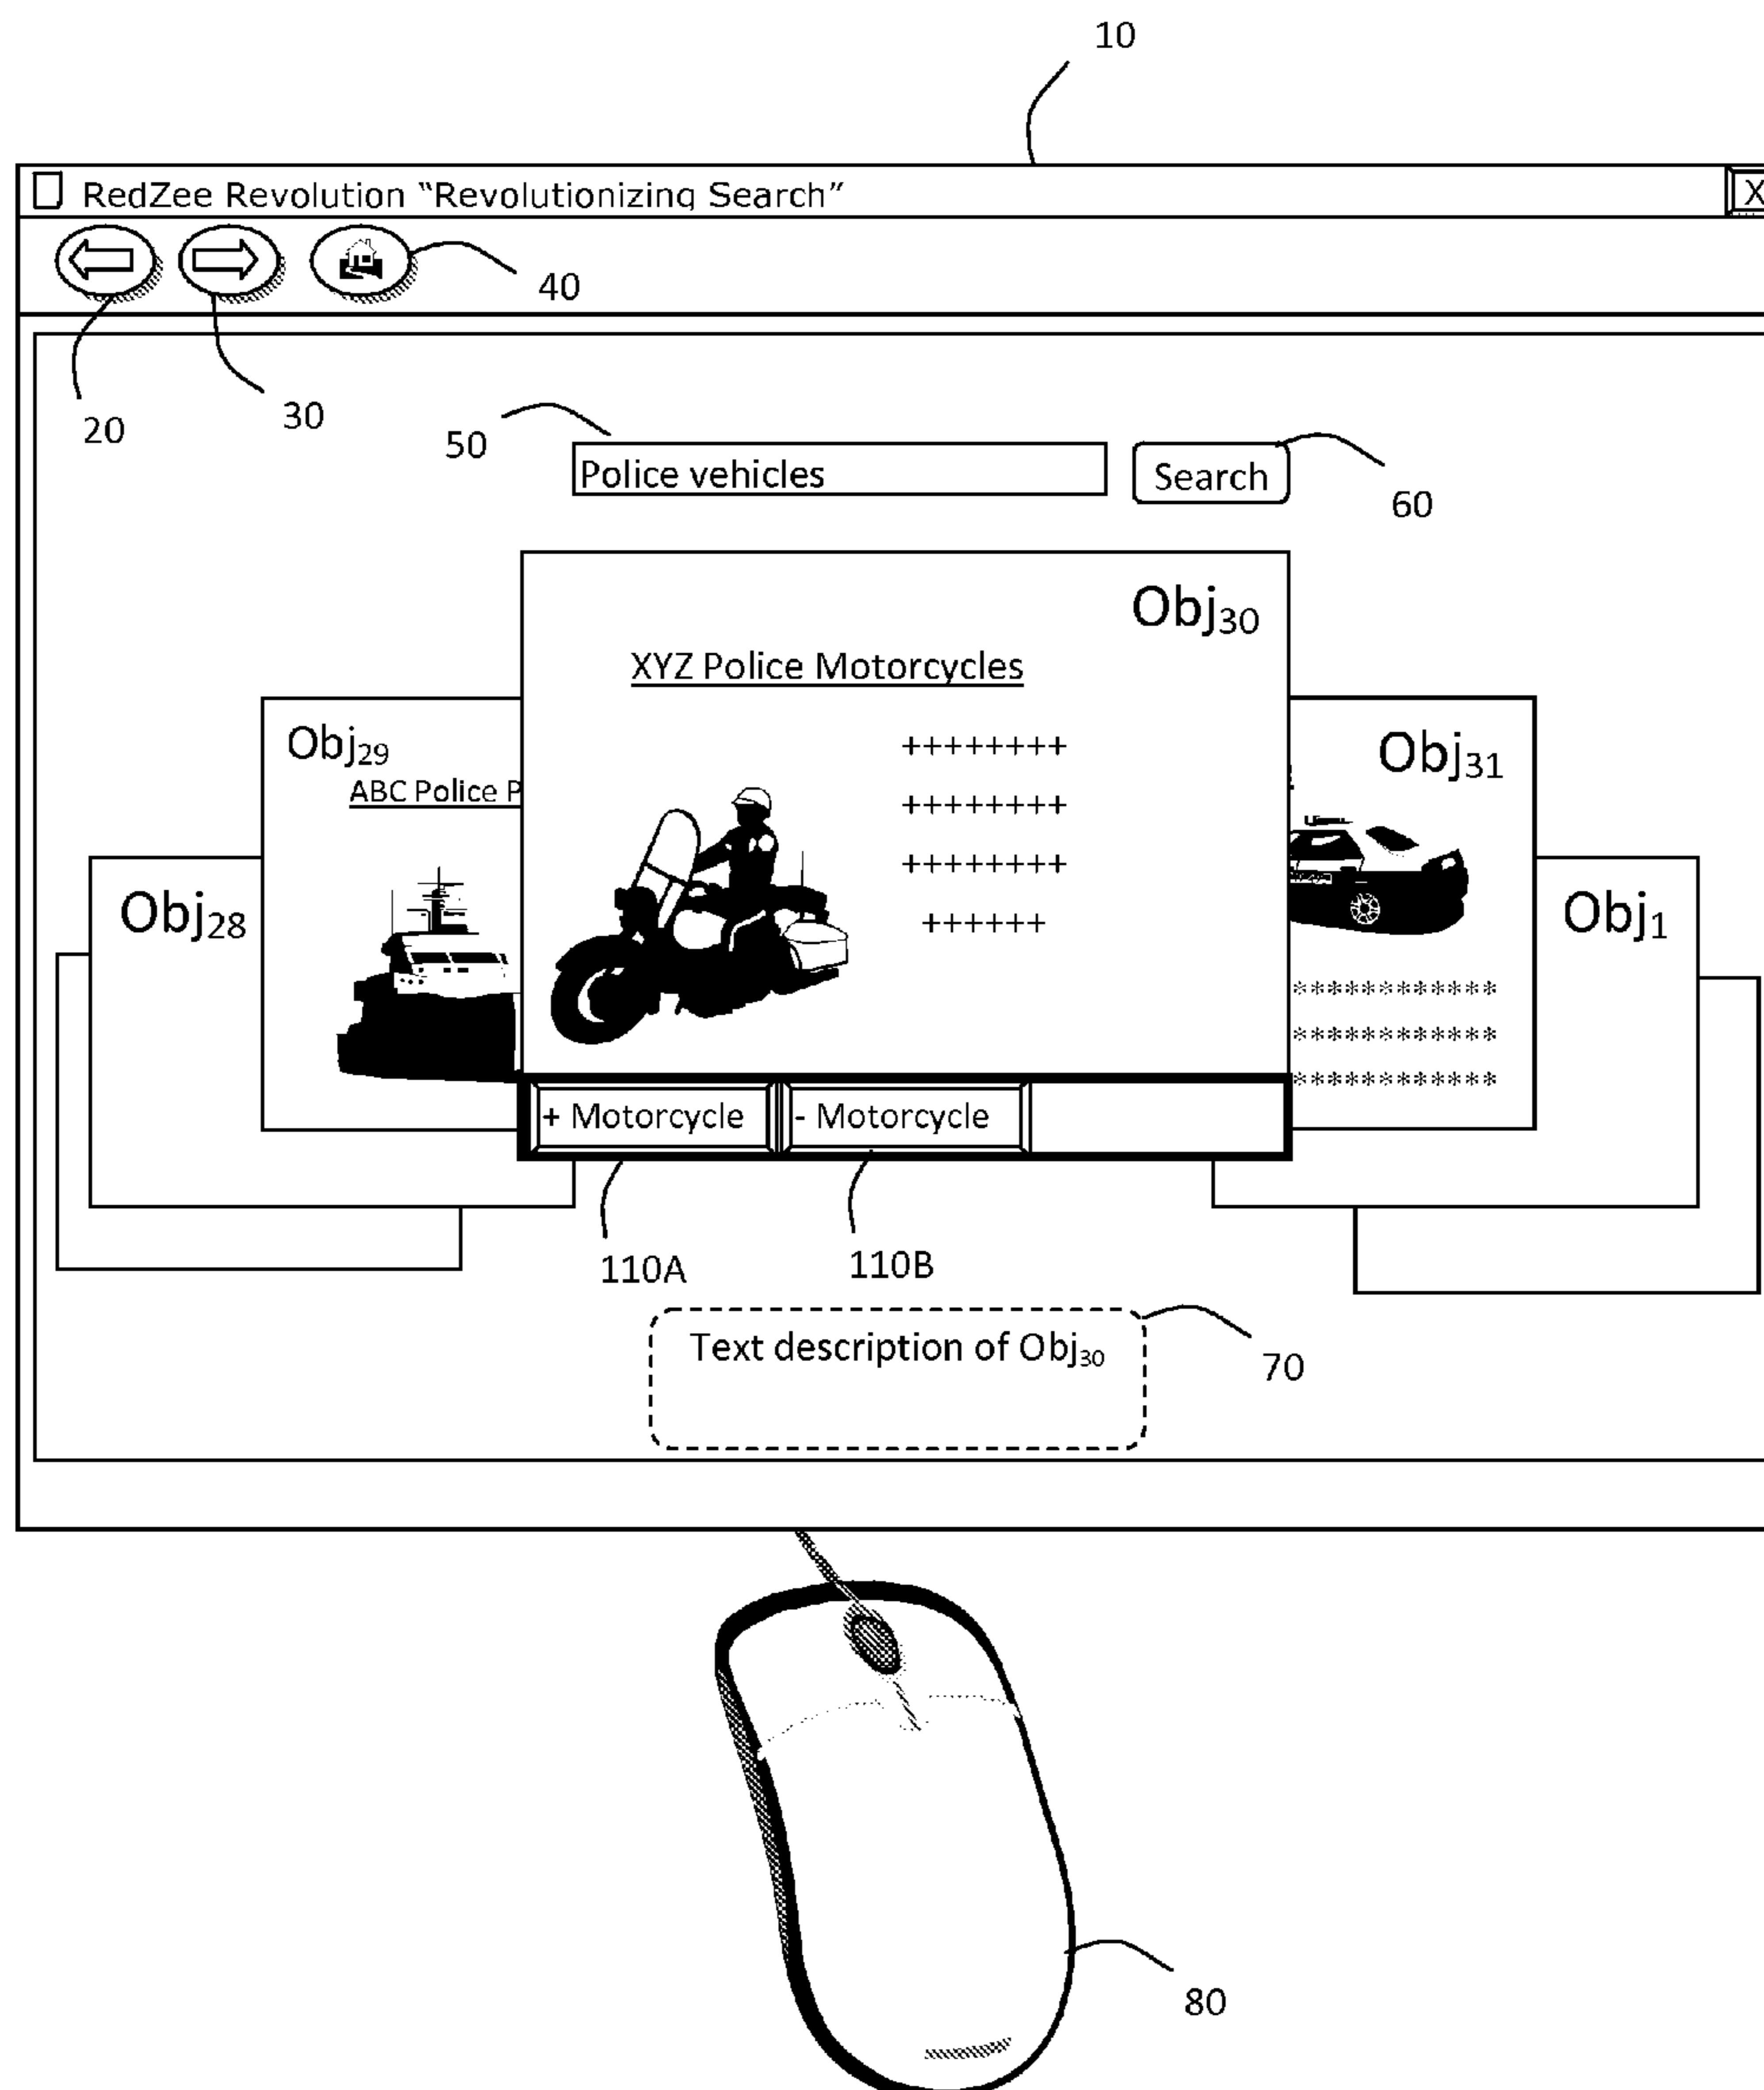 10
RedZee Revolution “Revolutionizing Search”
X
40
20
30
50
Police vehicles
Search
60
Obj30
XYZ Police Motorcycles
++++++++
++++++++
++++++++
++++++
Obj29
ABC Police P
Obj31
Obj28
Obj1
************
************
************
+ Motorcycle
- Motorcycle
110A
110B
Text description of Obj30
70
80